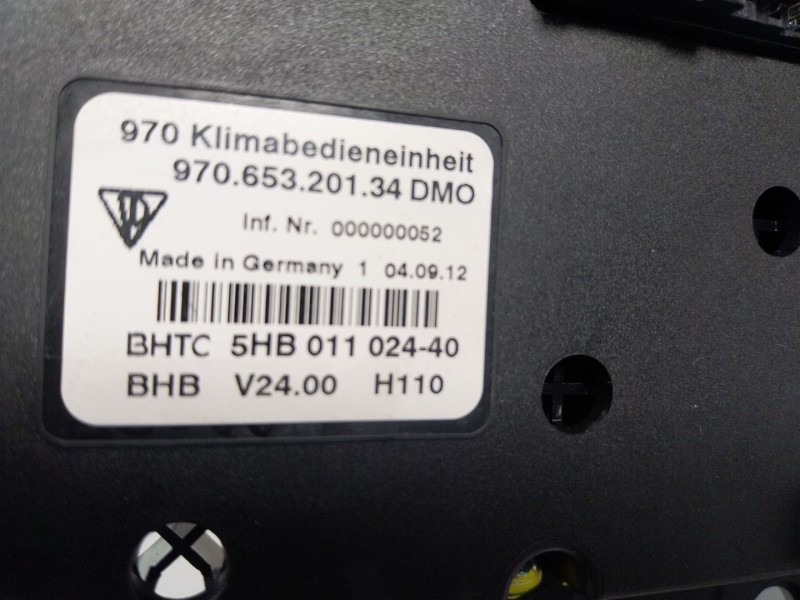 970 Klimabedieneinheit
970.653.201.34 DMO
Inf. Nr. 000000052
Made in Germany 1 04.09.12
BHTC 5HB 011 024-40
BHB V24.00 H110